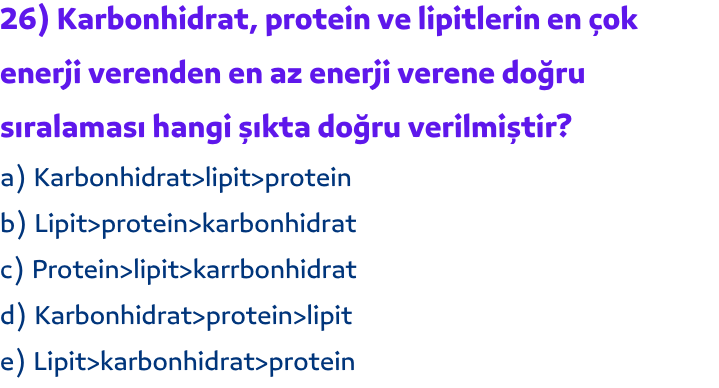 26) Karbonhidrat, protein ve lipitlerin en çok
enerji verenden en az enerji verene doğru
sıralaması hangi şıkta doğru verilmiştir?
a) Karbonhidrat>lipit>protein
b) Lipit>protein>karbonhidrat
c) Protein>lipit>karrbonhidrat
d) Karbonhidrat>protein>lipit
e) Lipit>karbonhidrat>protein